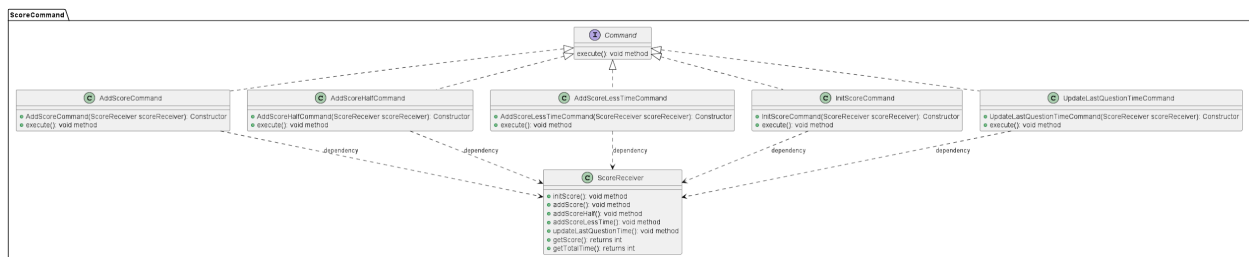 ScoreCommand
I Command
execute(): void method
C AddScoreCommand
AddScoreCommand(ScoreReceiver scoreReceiver): Constructor
execute(): void method
C AddScoreHalfCommand
AddScoreHalfCommand(ScoreReceiver scoreReceiver): Constructor
execute(): void method
C AddScoreLessTimeCommand
AddScoreLessTimeCommand(ScoreReceiver scoreReceiver): Constructor
execute(): void method
C InitScoreCommand
InitScoreCommand(ScoreReceiver scoreReceiver): Constructor
execute(): void method
C UpdateLastQuestionTimeCommand
UpdateLastQuestionTimeCommand(ScoreReceiver scoreReceiver): Constructor
execute(): void method
dependency
dependency
dependency
dependency
dependency
C ScoreReceiver
initScore(): void method
addScore(): void method
addScoreHalf(): void method
addScoreLessTime(): void method
updateLastQuestionTime(): void method
getScore(): returns int
getTotalTime(): returns int